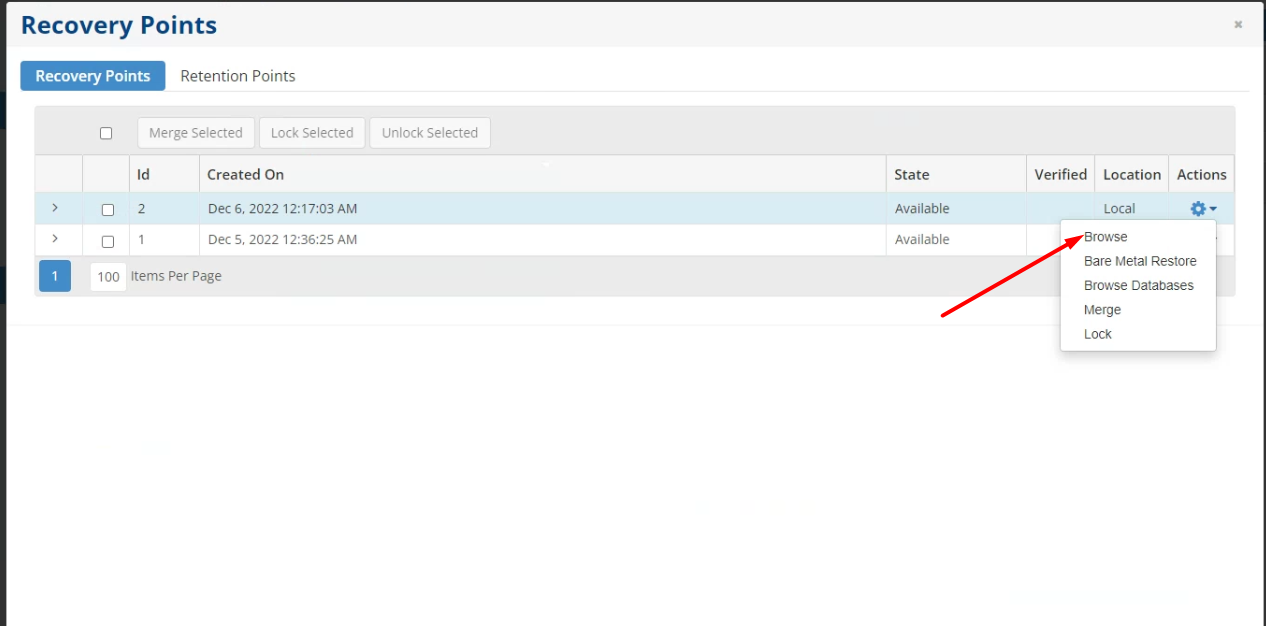 Recovery Points
Recovery Points Retention Points
Merge Selected Lock Selected Unlock Selected
Id Created On State Verified Location Actions
2 Dec 6, 2022 12:17:03 AM Available Local
1 Dec 5, 2022 12:36:25 AM Available
1 100 Items Per Page
Browse
Bare Metal Restore
Browse Databases
Merge
Lock